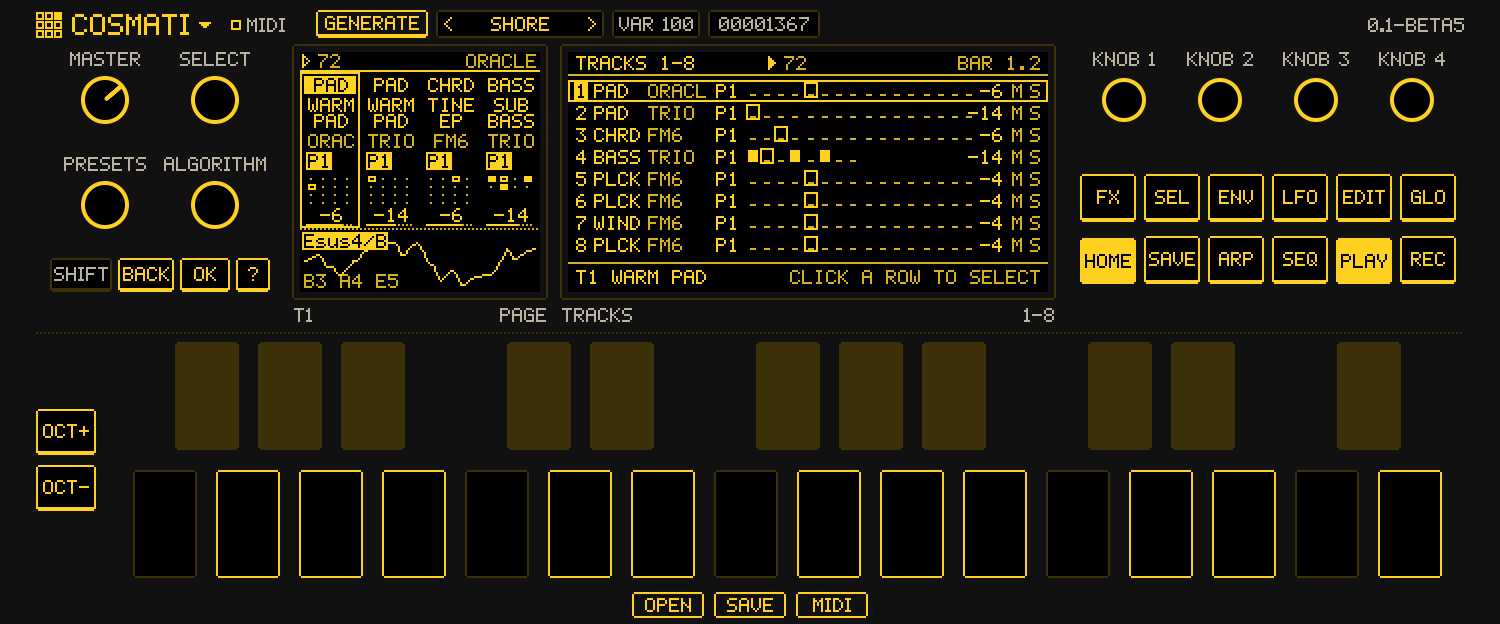 COSMATI MIDI GENERATE < SHORE > VAR 100 00001367 0.1-BETA5
MASTER SELECT
PRESETS ALGORITHM
SHIFT BACK OK ?
72 ORACLE
PAD PAD CHRD BASS
WARM WARM TINE SUB
PAD PAD EP BASS
ORAC TRIO FM6 TRIO
P1 P1 P1 P1
-6 -14 -6 -14
Esus4/B
B3 A4 E5
T1 PAGE
TRACKS 1-8 72 BAR 1.2
1 PAD ORACL P1 -6 M S
2 PAD TRIO P1 -14 M S
3 CHRD FM6 P1 -6 M S
4 BASS TRIO P1 -14 M S
5 PLCK FM6 P1 -4 M S
6 PLCK FM6 P1 -4 M S
7 WIND FM6 P1 -4 M S
8 PLCK FM6 P1 -4 M S
T1 WARM PAD CLICK A ROW TO SELECT
TRACKS 1-8
KNOB 1 KNOB 2 KNOB 3 KNOB 4
FX SEL ENV LFO EDIT GLO
HOME SAVE ARP SEQ PLAY REC
OCT+
OCT-
OPEN SAVE MIDI